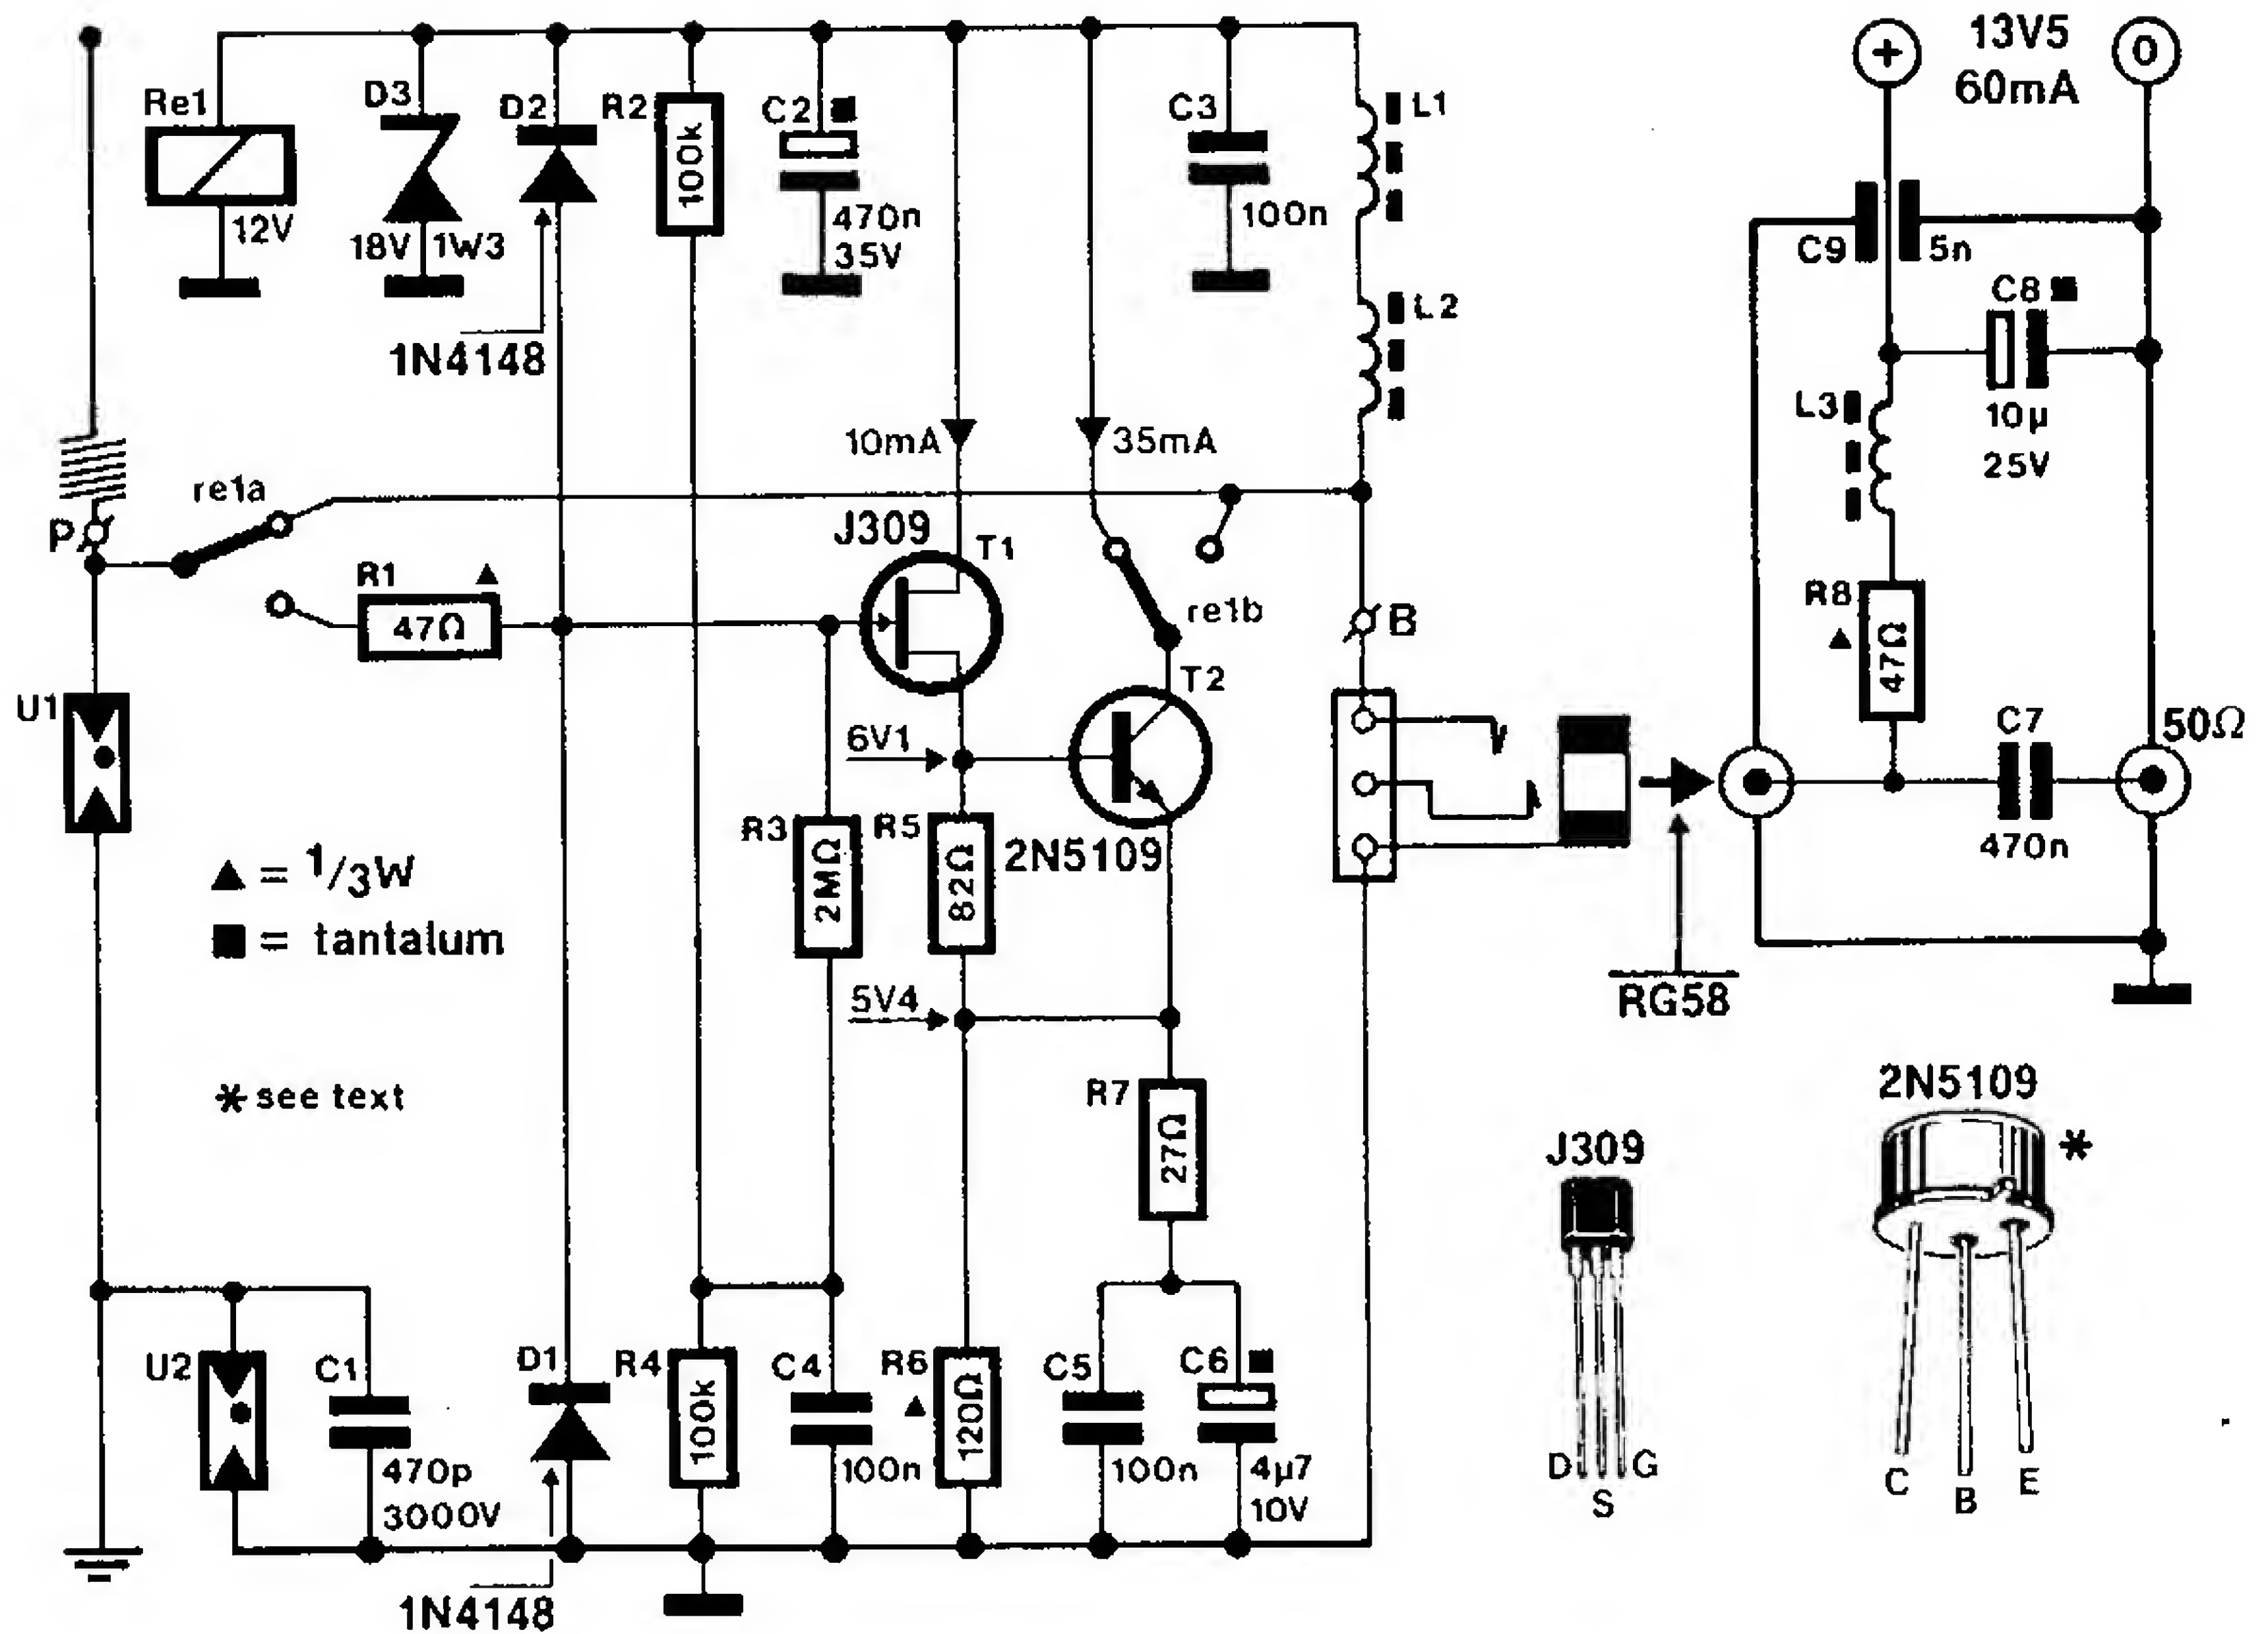 13V5
60mA
+
0
Re1
12V
D3
18V
1W3
D2
1N4148
R2
100k
C2 ■
470n
35V
C3
100n
L1
L2
C9
5n
C8 ■
10µ
25V
L3
R8
▲
47Ω
C7
470n
50Ω
10mA
35mA
re1a
P
R1
▲
47Ω
J309
T1
re1b
B
T2
2N5109
U1
6V1
R3
2MΩ
R5
82Ω
▲ = 1/3W
■ = tantalum
5V4
RG58
* see text
R7
27Ω
U2
C1
470p
3000V
D1
1N4148
R4
100k
C4
100n
R6
▲
120Ω
C5
100n
C6 ■
4µ7
10V
J309
D
S
G
2N5109
*
C
B
E